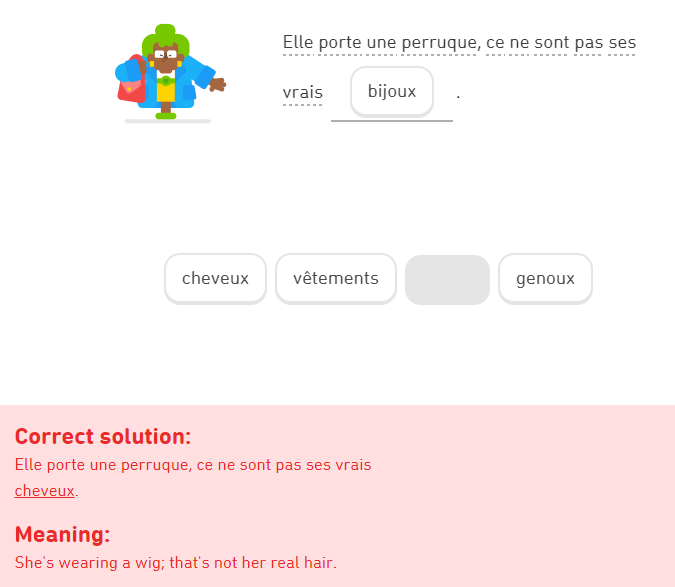 Elle porte une perruque, ce ne sont pas ses
vrais bijoux .
cheveux vêtements genoux
Correct solution:
Elle porte une perruque, ce ne sont pas ses vrais
cheveux.
Meaning:
She's wearing a wig; that's not her real hair.